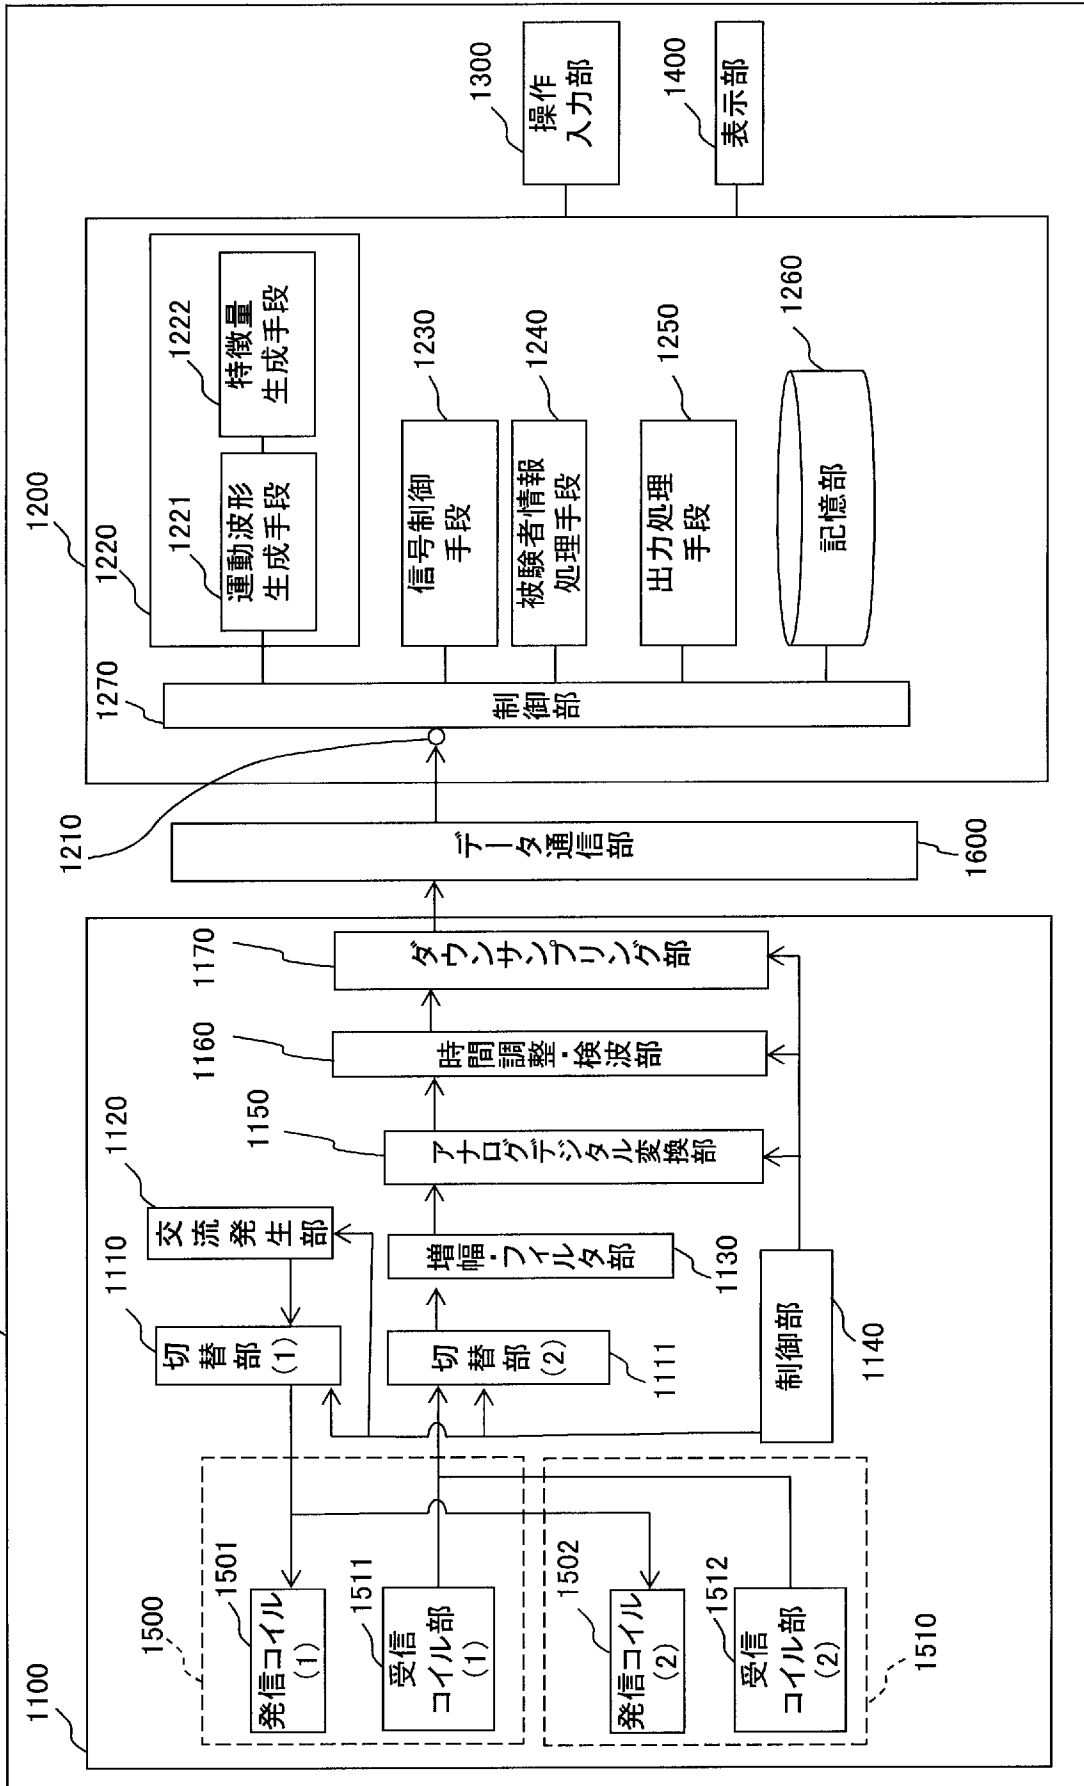 1100
1500
1501
発信コイル
(1)
1511
受信
コイル部
(1)
1502
発信コイル
(2)
1512
受信
コイル部
(2)
1510
1110
切替部
(1)
1120
交流発生部
切替部
(2)
1111
増幅・フィルタ部
1130
制御部
1140
1150
アナログデジタル変換部
1160
時間調整・検波部
1170
ダウンサンプリング部
1210
データ通信部
1600
1200
1270
制御部
1220
1221
運動波形
生成手段
1222
特徴量
生成手段
1230
信号制御
手段
1240
被験者情報
処理手段
1250
出力処理
手段
1260
記憶部
1300
操作
入力部
1400
表示部